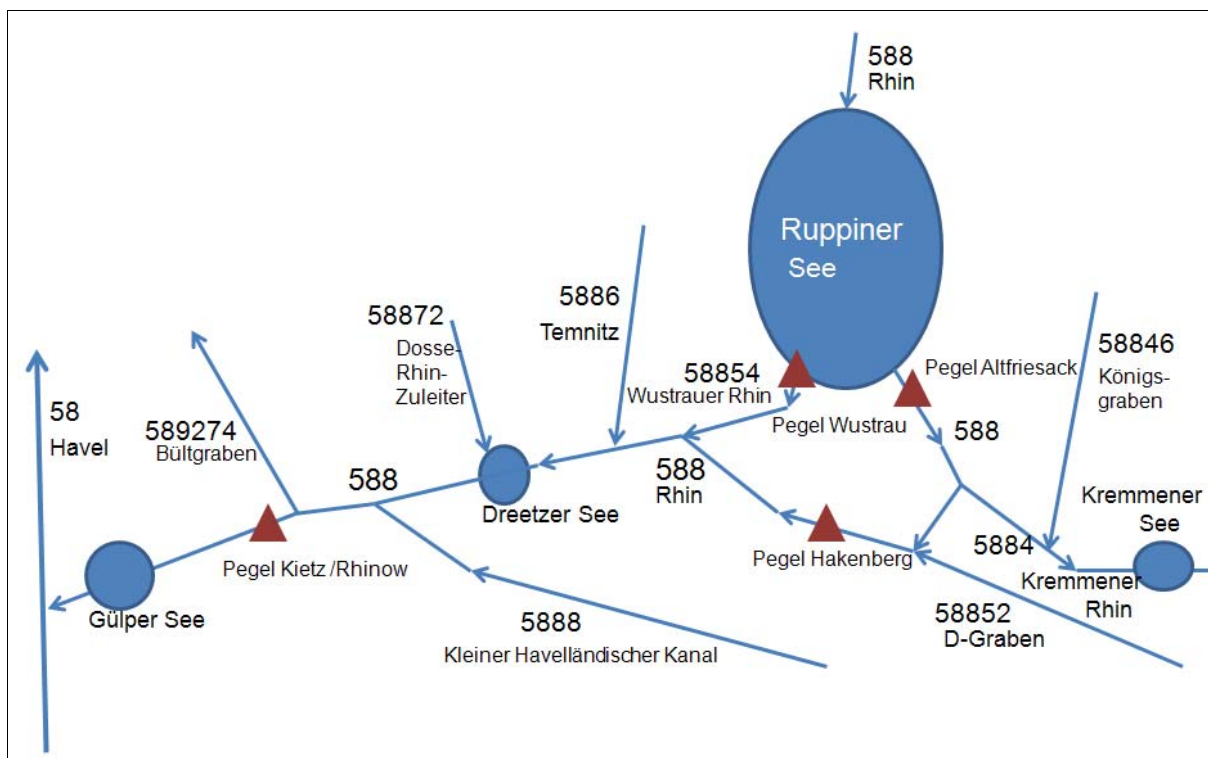 588
Rhin
Ruppiner
See
5886
Temnitz
58872
Dosse-
Rhin-
Zuleiter
58854
Wustrauer Rhin
Pegel Wustrau
Pegel Altfriesack
58846
Königs-
graben
58
Havel
589274
Bültgraben
588
588
Rhin
588
Dreetzer See
Kremmener
See
Pegel Kietz /Rhinow
Pegel Hakenberg
5884
Kremmener
Rhin
Gülper See
5888
Kleiner Havelländischer Kanal
58852
D-Graben